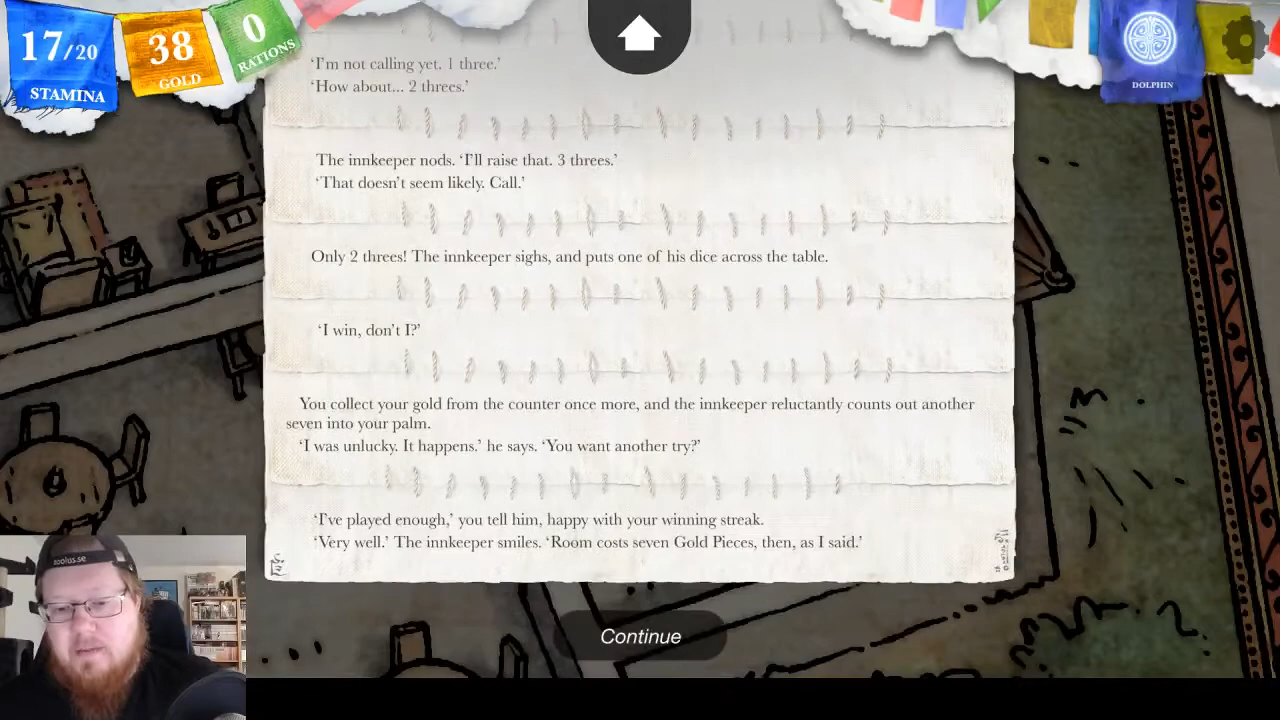 17/20
STAMINA
38
GOLD
0
RATIONS
DOLPHIN
‘I’m not calling yet. 1 three.’
‘How about... 2 threes.’
The innkeeper nods. ‘I’ll raise that. 3 threes.’
‘That doesn’t seem likely. Call.’
Only 2 threes! The innkeeper sighs, and puts one of his dice across the table.
‘I win, don’t I?’
You collect your gold from the counter once more, and the innkeeper reluctantly counts out another
seven into your palm.
‘I was unlucky. It happens.’ he says. ‘You want another try?’
‘I’ve played enough,’ you tell him, happy with your winning streak.
‘Very well.’ The innkeeper smiles. ‘Room costs seven Gold Pieces, then, as I said.’
zoolos.se
Continue